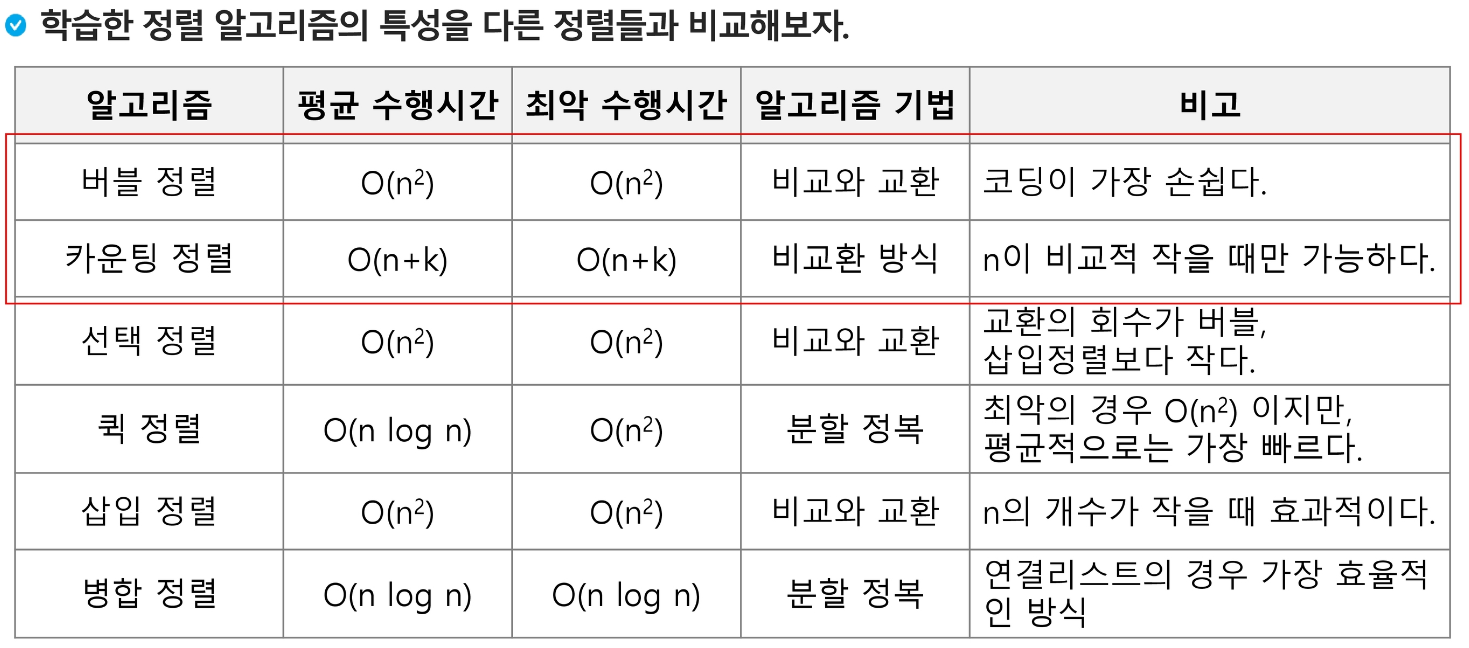 학습한 정렬 알고리즘의 특성을 다른 정렬들과 비교해보자.
알고리즘 평균 수행시간 최악 수행시간 알고리즘 기법 비고
버블 정렬 O(n²) O(n²) 비교와 교환 코딩이 가장 손쉽다.
카운팅 정렬 O(n+k) O(n+k) 비교환 방식 n이 비교적 작을 때만 가능하다.
선택 정렬 O(n²) O(n²) 비교와 교환 교환의 회수가 버블,
삽입정렬보다 작다.
퀵 정렬 O(n log n) O(n²) 분할 정복 최악의 경우 O(n²) 이지만,
평균적으로는 가장 빠르다.
삽입 정렬 O(n²) O(n²) 비교와 교환 n의 개수가 작을 때 효과적이다.
병합 정렬 O(n log n) O(n log n) 분할 정복 연결리스트의 경우 가장 효율적
인 방식